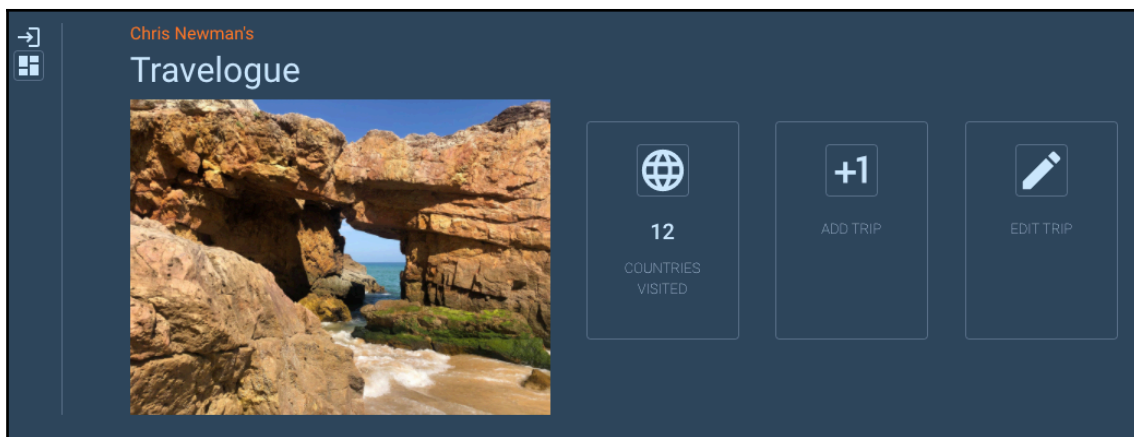 Chris Newman's
Travelogue
12
COUNTRIES
VISITED
+1
ADD TRIP
EDIT TRIP